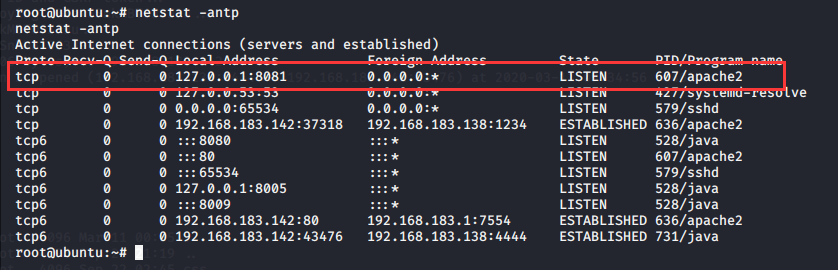 root@ubuntu:~# netstat -antp
netstat -antp
Active Internet connections (servers and established)
Proto Recv-Q Send-Q Local Address           Foreign Address         State       PID/Program name
tcp        0      0 127.0.0.1:8081          0.0.0.0:*               LISTEN      607/apache2
tcp        0      0 127.0.0.53:53           0.0.0.0:*               LISTEN      427/systemd-resolve
tcp        0      0 0.0.0.0:65534           0.0.0.0:*               LISTEN      579/sshd
tcp        0      0 192.168.183.142:37318   192.168.183.138:1234    ESTABLISHED 636/apache2
tcp6       0      0 :::8080                 :::*                    LISTEN      528/java
tcp6       0      0 :::80                   :::*                    LISTEN      607/apache2
tcp6       0      0 :::65534                :::*                    LISTEN      579/sshd
tcp6       0      0 127.0.0.1:8005          :::*                    LISTEN      528/java
tcp6       0      0 :::8009                 :::*                    LISTEN      528/java
tcp6       0      0 192.168.183.142:80      192.168.183.1:7554      ESTABLISHED 636/apache2
tcp6       0      0 192.168.183.142:43476   192.168.183.138:4444    ESTABLISHED 731/java
root@ubuntu:~#